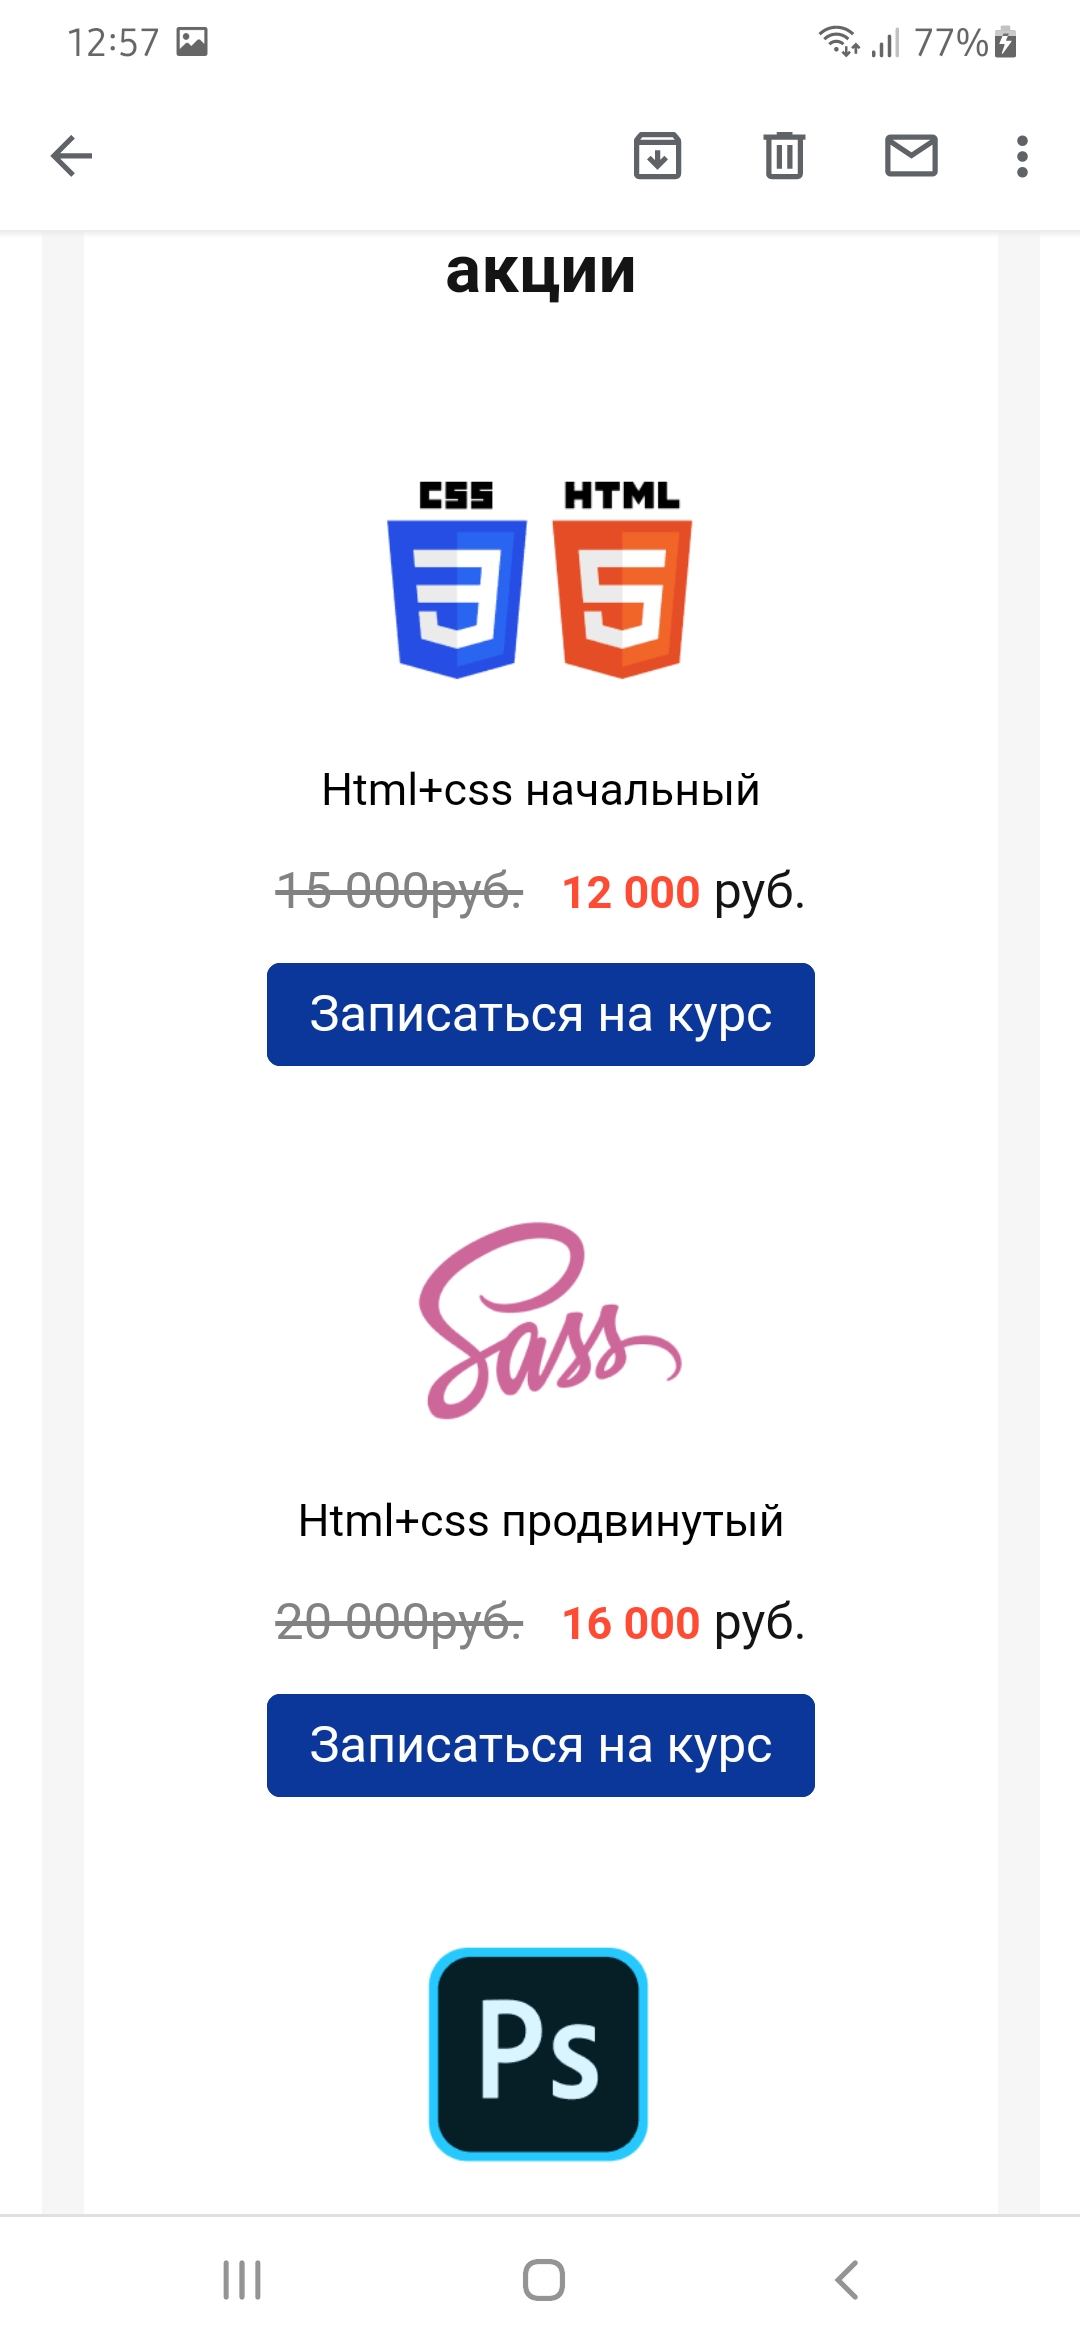 12:57 77%
акции
CSS HTML
Html+css начальный
15 000руб. 12 000 руб.
Записаться на курс
Sass
Html+css продвинутый
20 000руб. 16 000 руб.
Записаться на курс
Ps